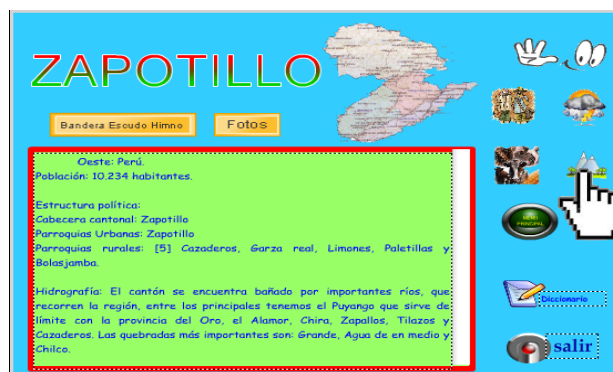 ZAPOTILLO
Bandera Escudo Himno
Fotos
Oeste: Perú.
Población: 10.234 habitantes.
Estructura política:
Cabecera cantonal: Zapotillo
Parroquias Urbanas: Zapotillo
Parroquias rurales: [5] Cazaderos, Garza real, Limones, Paletillas y
Bolasjamba.
Hidrografía: El cantón se encuentra bañado por importantes ríos, que
recorren la región, entre los principales tenemos el Puyango que sirve de
límite con la provincia del Oro, el Alamor, Chira, Zapallos, Tilazos y
Cazaderos. Las quebradas más importantes son: Grande, Agua de en medio y
Chilco.
MENU
PRINCIPAL
Diccionario
salir